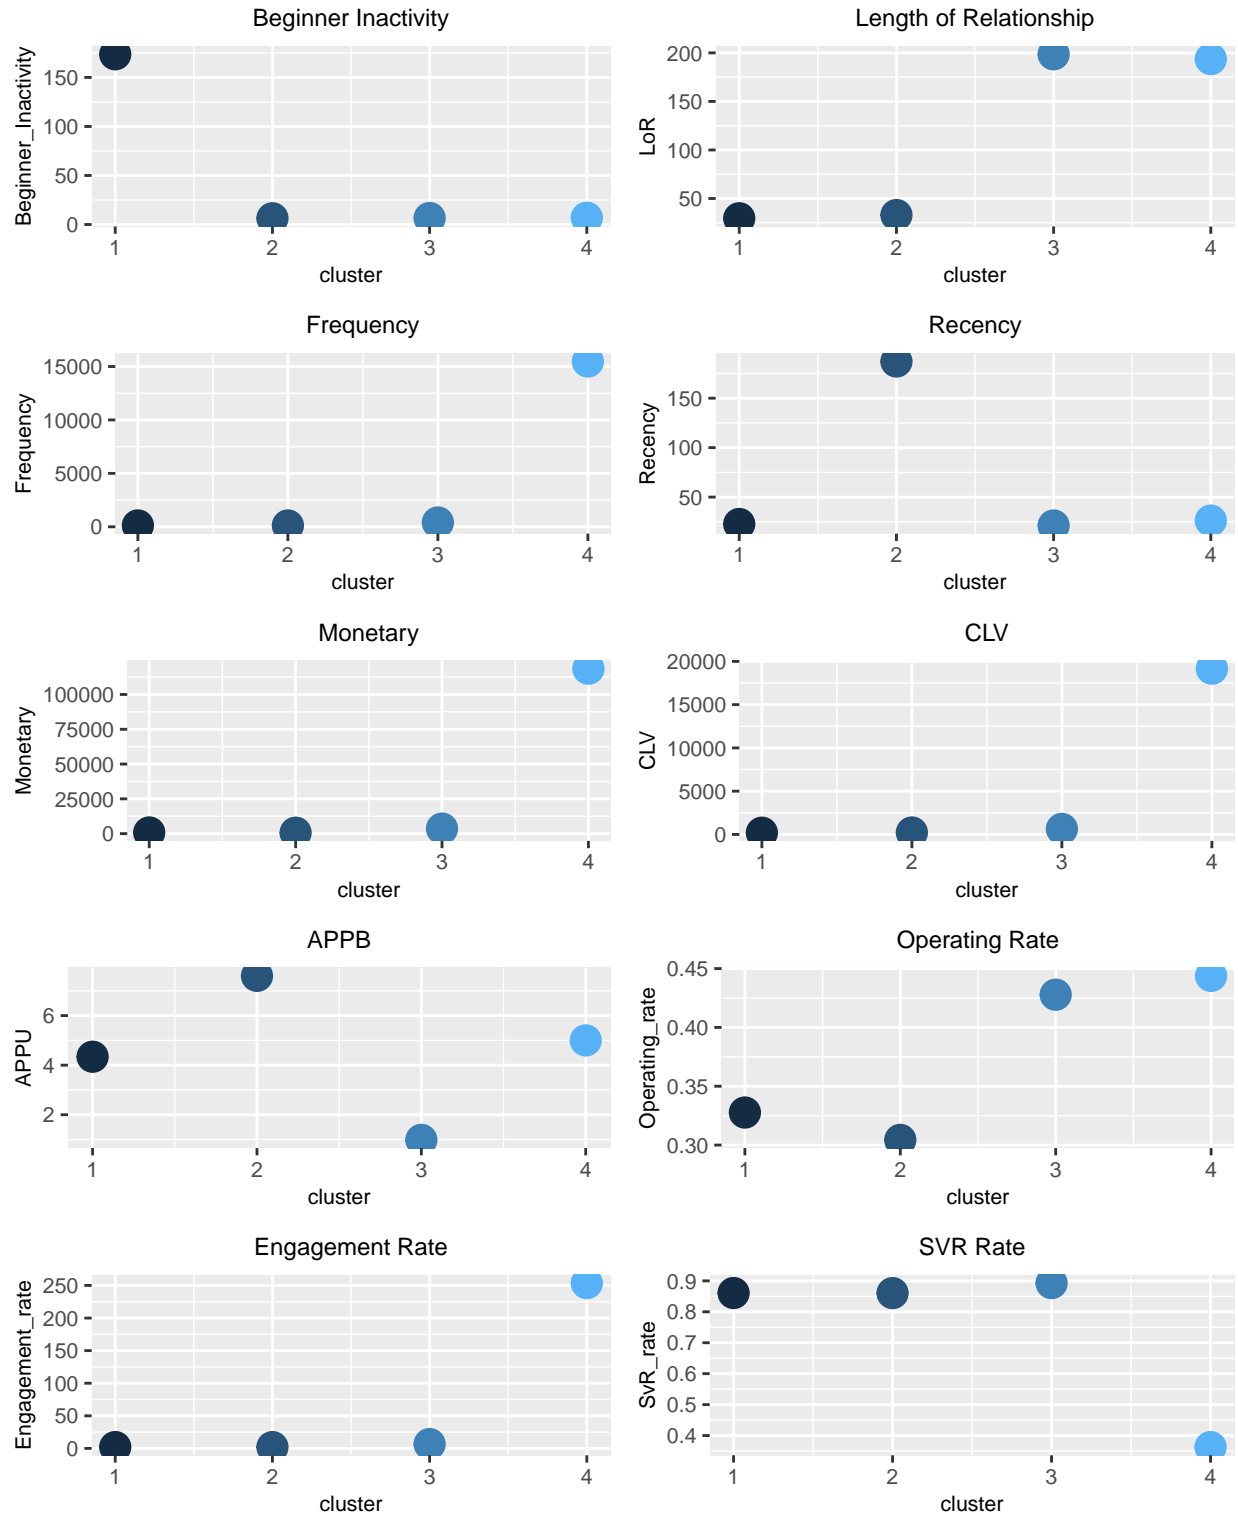 Beginner Inactivity
Beginner_Inactivity
150
100
50
0
1 2 3 4
cluster
Length of Relationship
LoR
200
150
100
50
1 2 3 4
cluster
Frequency
Frequency
15000
10000
5000
0
1 2 3 4
cluster
Recency
Recency
150
100
50
1 2 3 4
cluster
Monetary
Monetary
100000
75000
50000
25000
0
1 2 3 4
cluster
CLV
CLV
20000
15000
10000
5000
0
1 2 3 4
cluster
APPB
APPU
6
4
2
1 2 3 4
cluster
Operating Rate
Operating_rate
0.45
0.40
0.35
0.30
1 2 3 4
cluster
Engagement Rate
Engagement_rate
250
200
150
100
50
0
1 2 3 4
cluster
SVR Rate
SvR_rate
0.9
0.8
0.7
0.6
0.5
0.4
1 2 3 4
cluster